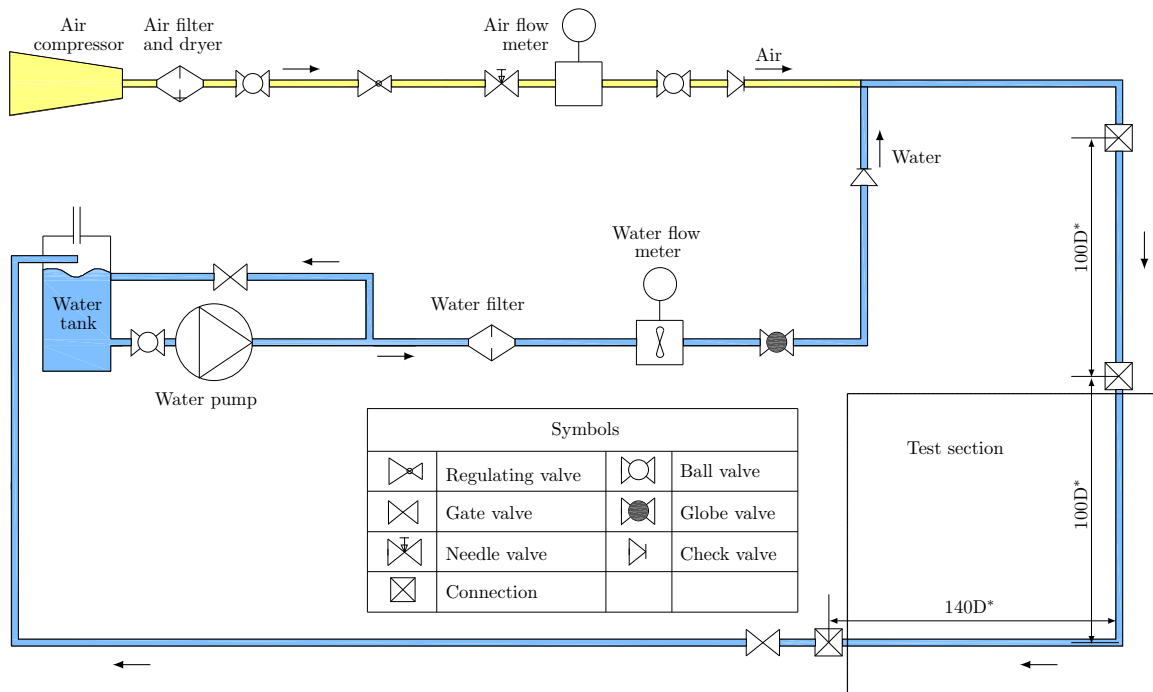 Air
compressor
Air filter
and dryer
Air flow
meter
Air
Water
100D*
Water flow
meter
Water filter
Water
tank
Water pump
Symbols
Regulating valve
Ball valve
Gate valve
Globe valve
Needle valve
Check valve
Connection
Test section
100D*
140D*